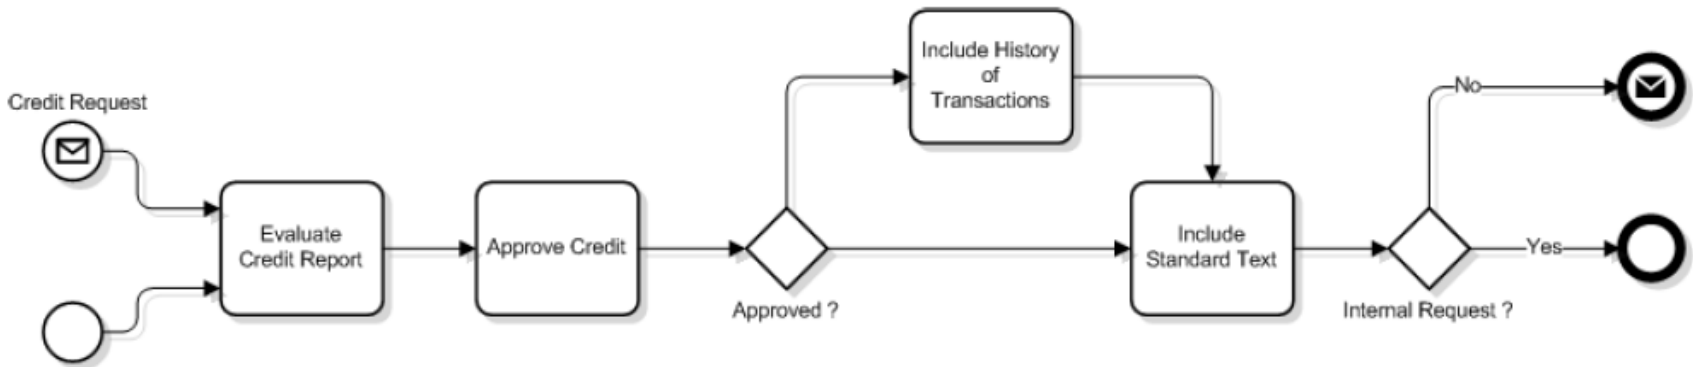 Credit Request
Evaluate
Credit Report
Approve Credit
Approved ?
Include History
of
Transactions
Include
Standard Text
Internal Request ?
No
Yes